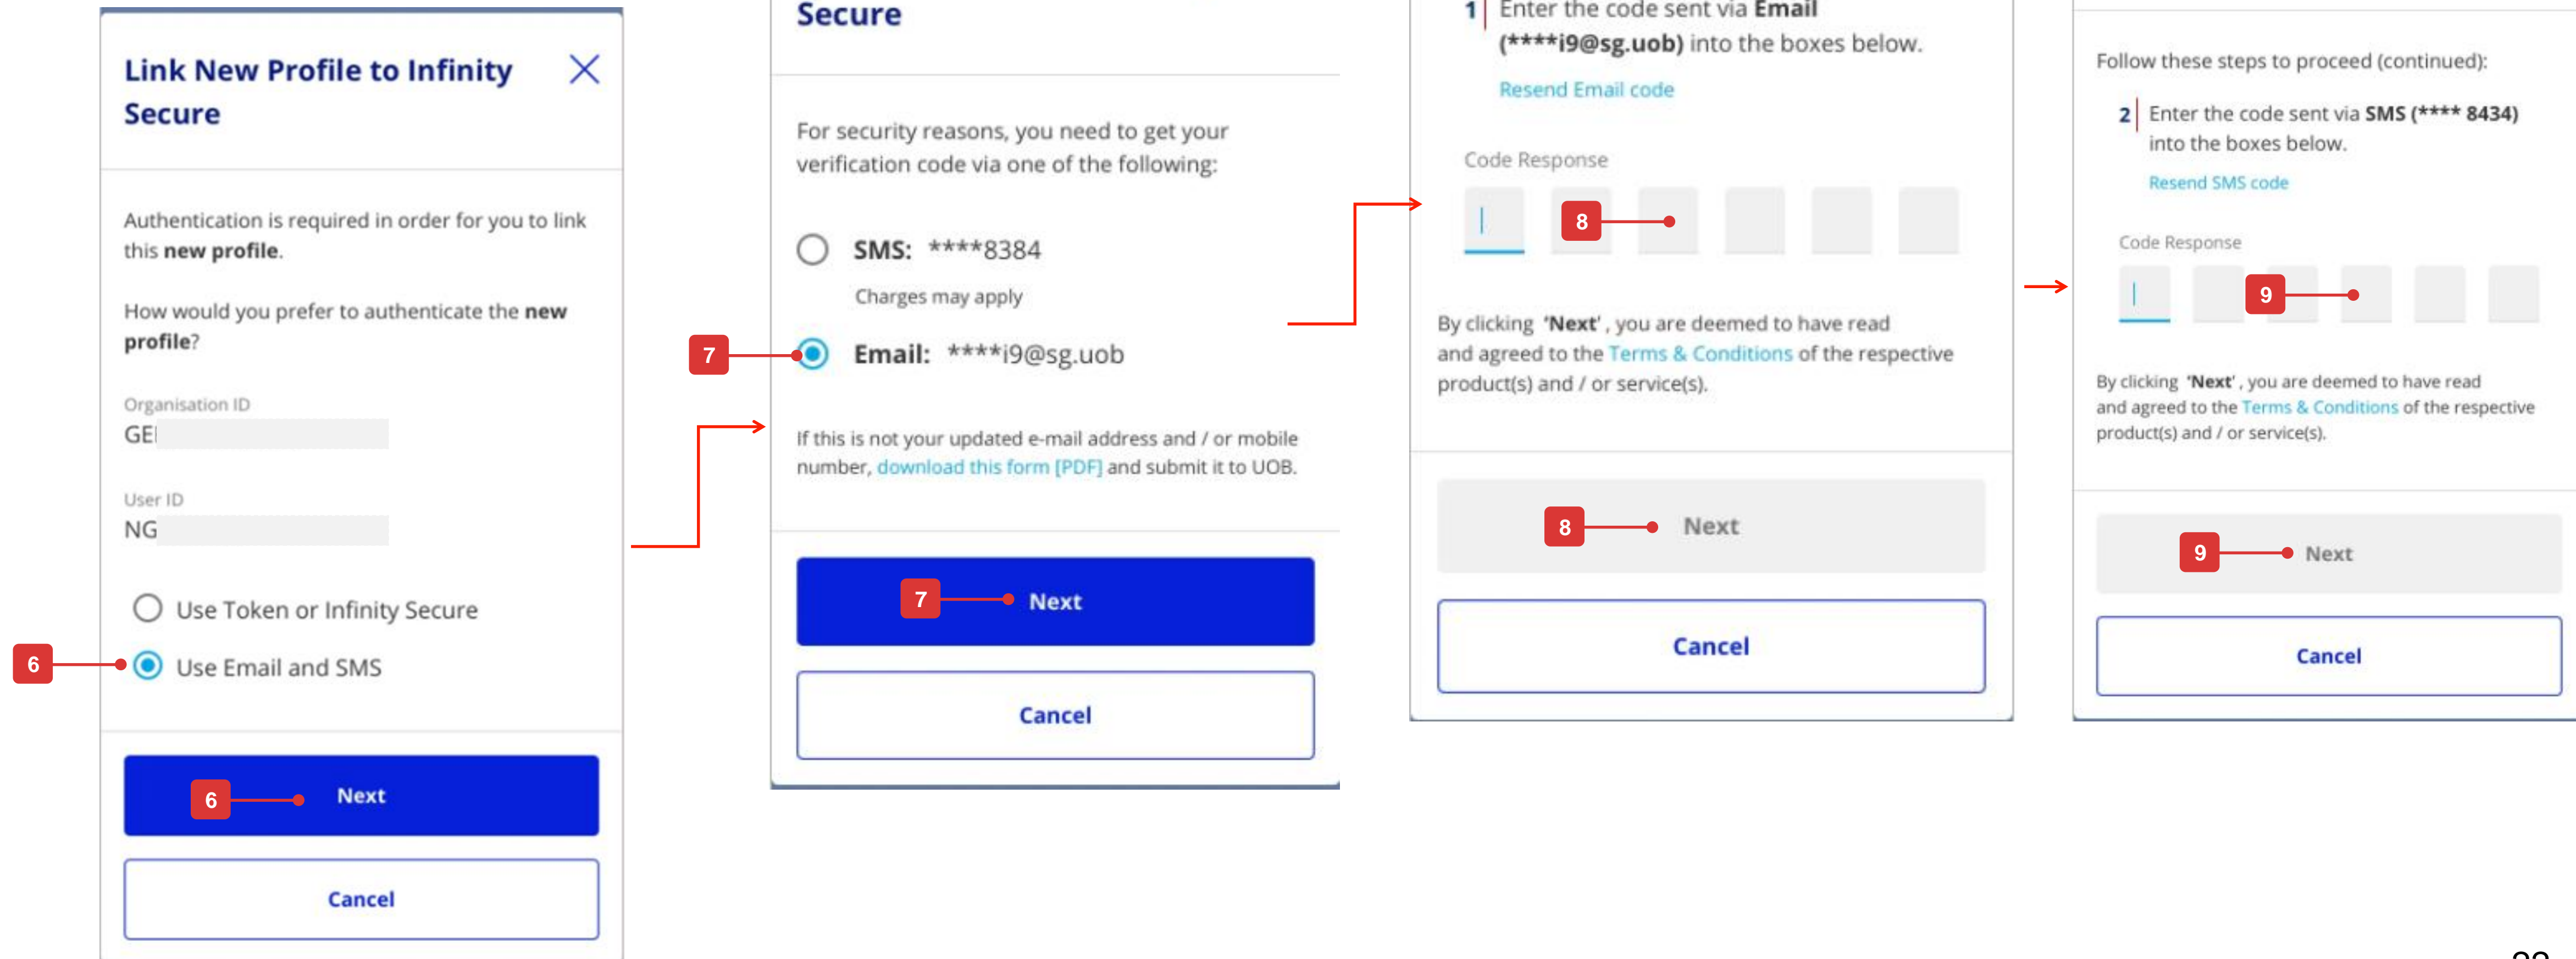 Link New Profile to Infinity
Secure
Authentication is required in order for you to link
this new profile.
How would you prefer to authenticate the new
profile?
Organisation ID
GE
User ID
NG
Use Token or Infinity Secure
6
Use Email and SMS
6
Next
Cancel
Secure
For security reasons, you need to get your
verification code via one of the following:
SMS: ****8384
Charges may apply
7
Email: ****i9@sg.uob
If this is not your updated e-mail address and / or mobile
number, download this form [PDF] and submit it to UOB.
7
Next
Cancel
1 Enter the code sent via Email
(****i9@sg.uob) into the boxes below.
Resend Email code
Code Response
8
By clicking 'Next', you are deemed to have read
and agreed to the Terms & Conditions of the respective
product(s) and / or service(s).
8
Next
Cancel
Follow these steps to proceed (continued):
2 Enter the code sent via SMS (**** 8434)
into the boxes below.
Resend SMS code
Code Response
9
By clicking 'Next', you are deemed to have read
and agreed to the Terms & Conditions of the respective
product(s) and / or service(s).
9
Next
Cancel